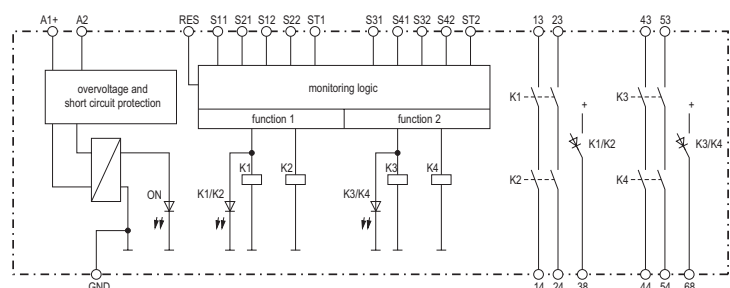 A1+ A2 RES S11 S21 S12 S22 ST1 S31 S41 S32 S42 ST2 13 23 43 53
overvoltage and
short circuit protection
monitoring logic
function 1 function 2
K1 K3
+ +
K1/K2 K3/K4
K1 K2 K3 K4
ON K1/K2 K3/K4
K2 K4
GND 14 24 38 44 54 68